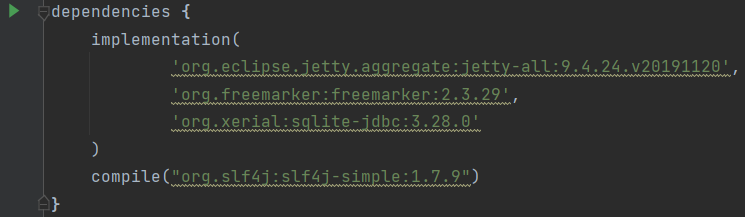 dependencies {
implementation(
'org.eclipse.jetty.aggregate:jetty-all:9.4.24.v20191120',
'org.freemarker:freemarker:2.3.29',
'org.xerial:sqlite-jdbc:3.28.0'
)
compile("org.slf4j:slf4j-simple:1.7.9")
}